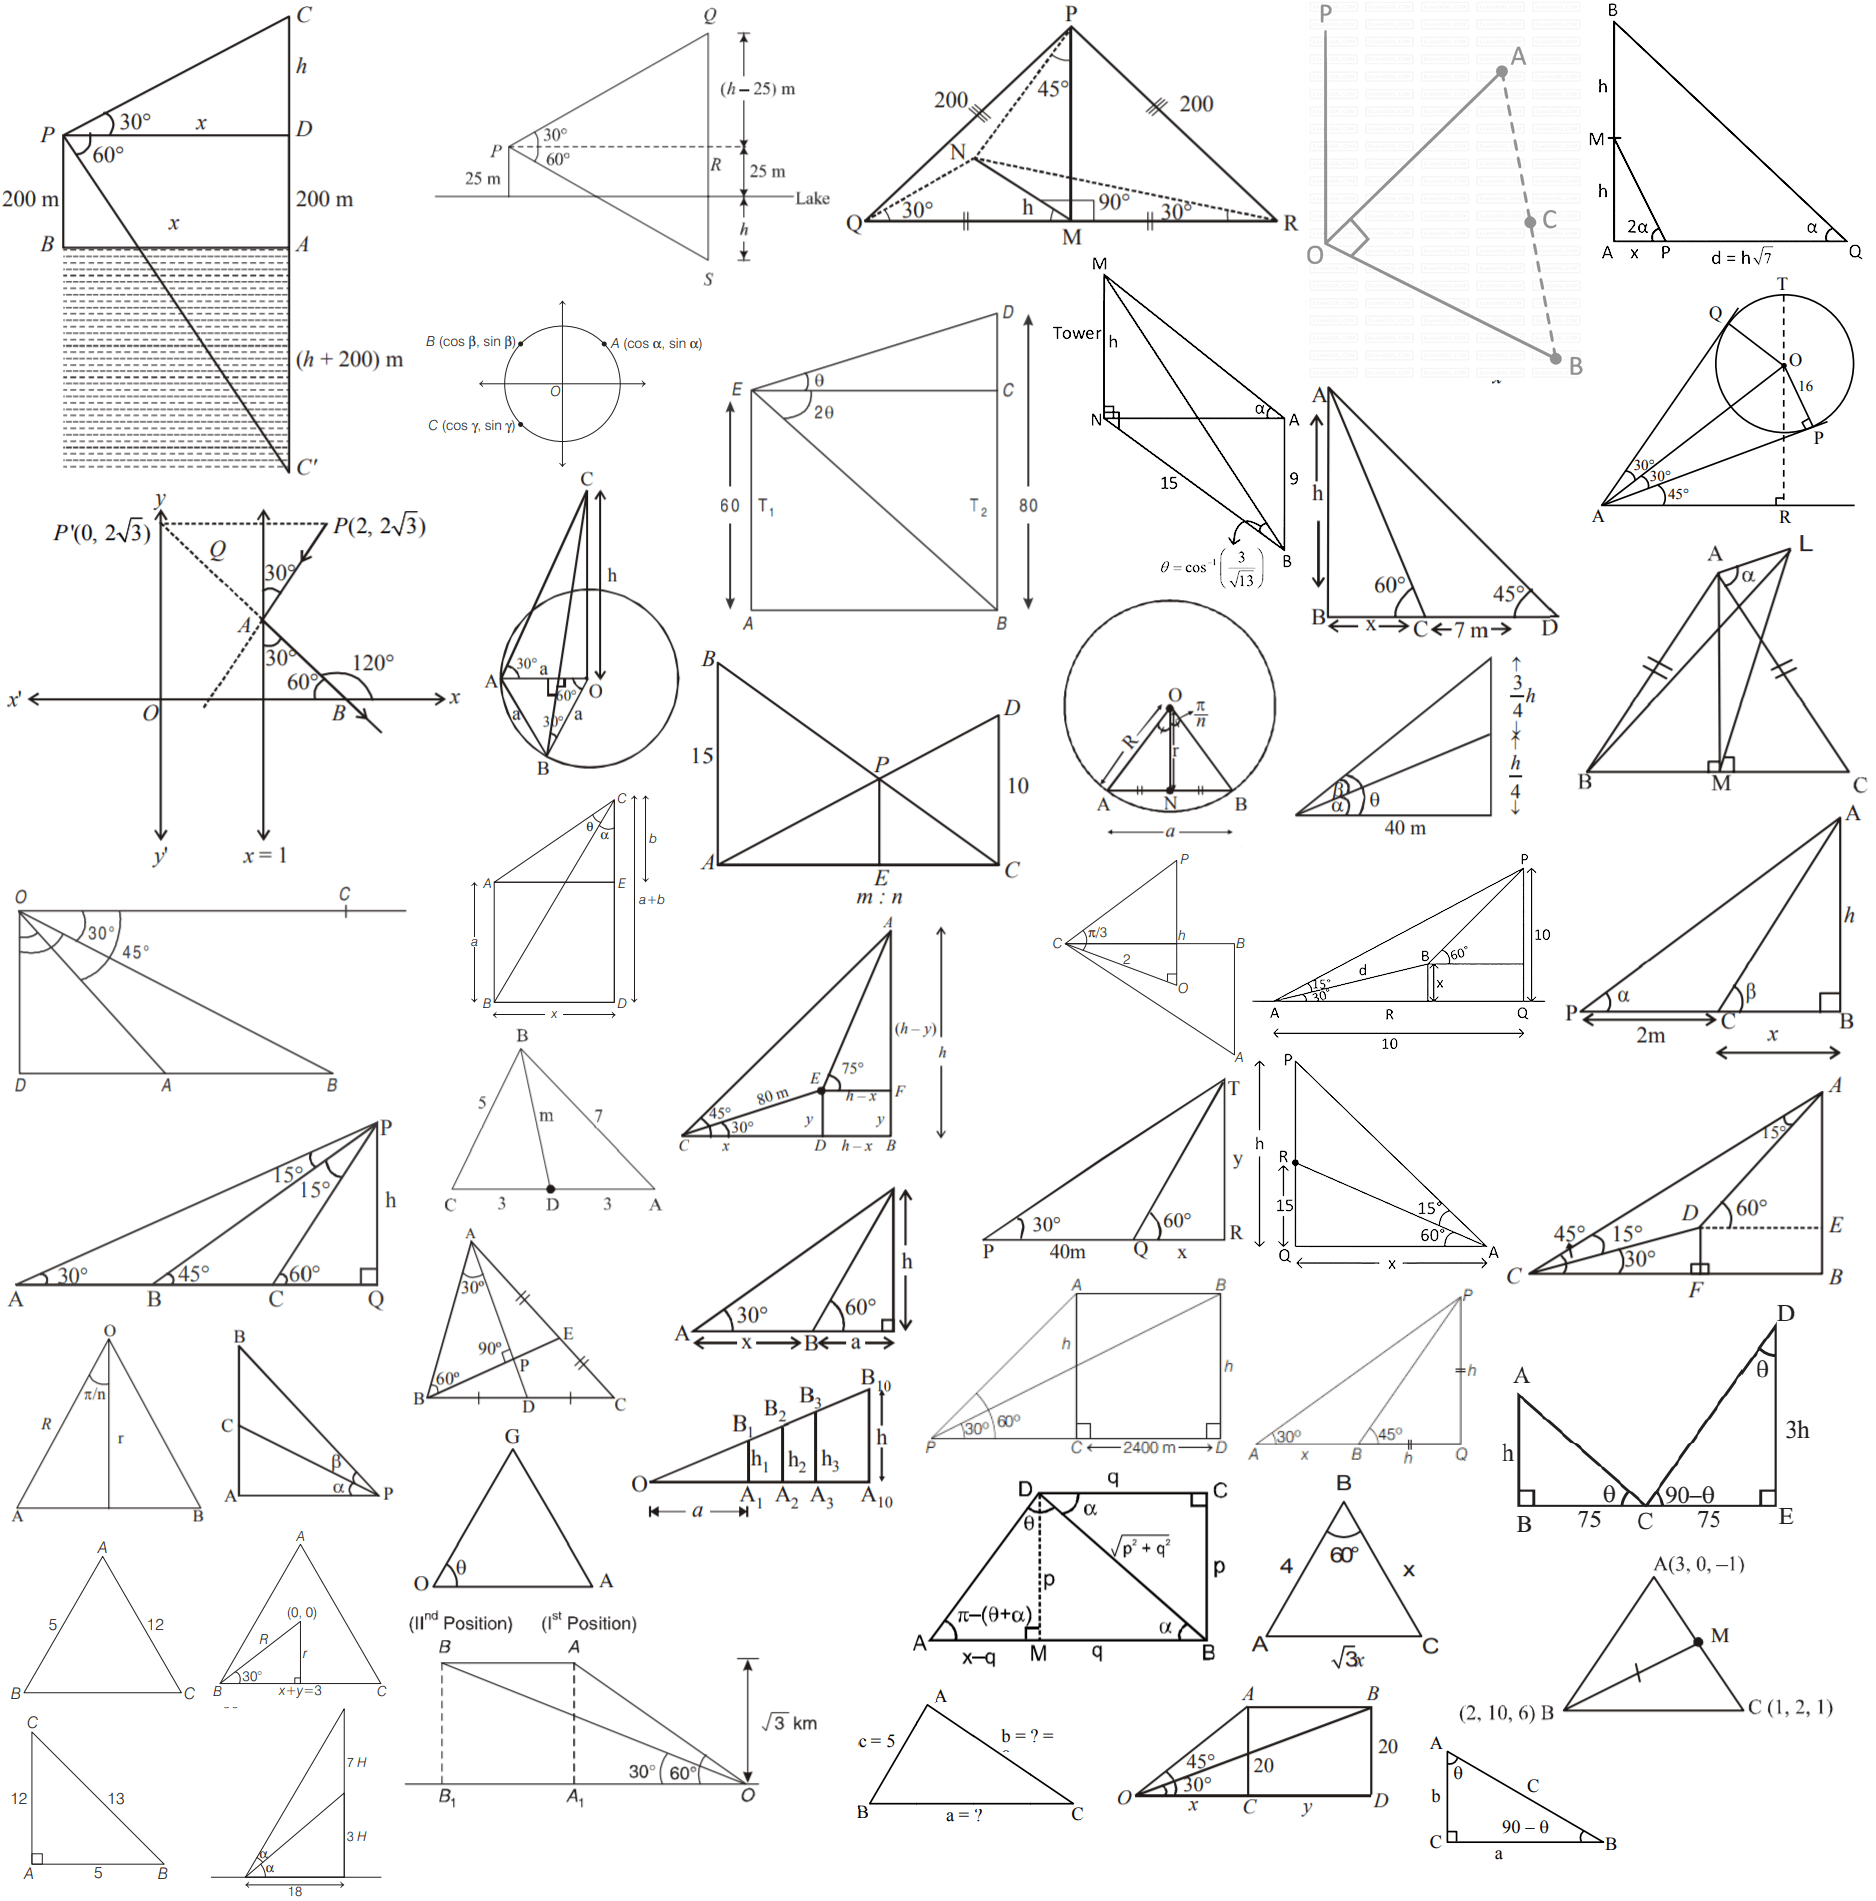 C
h
30°
x
P
D
60°
200 m
200 m
x
B
A
(h + 200) m
C'
Q
(h – 25) m
30°
P
60°
R
25 m
25 m
Lake
h
S
P
45°
200
200
N
30°
h
90°
30°
Q
M
R
P
A
C
O
B
B
h
M
h
2α
α
A
x
P
Q
d = h√7
B (cos β, sin β)
A (cos α, sin α)
O
C (cos γ, sin γ)
D
E
θ
C
2θ
60
T₁
T₂
80
A
B
M
Tower
h
α
N
A
15
9
B
θ = cos⁻¹(3/√13)
A
h
60°
45°
B
x
C
7 m
D
T
Q
O
16
P
30°
30°
45°
A
R
y
P'(0, 2√3)
P(2, 2√3)
Q
30°
A
30°
60°
120°
x'
x
O
B
y'
x = 1
C
h
30°
a
A
60°
O
a
30°
a
B
B
D
15
P
10
A
E
C
m : n
O
π/n
R
r
A
N
B
a
3/4 h
h/4
β
α
θ
40 m
A
L
α
B
M
C
O
C
30°
45°
D
A
B
C
θ
α
b
A
E
a+b
a
B
D
x
A
(h – y)
h
E
75°
80 m
h – x
F
45°
30°
y
y
C
x
D
h – x
B
P
π/3
h
C
B
2
O
A
P
10
B
60°
d
15°
x
30°
A
R
Q
10
A
h
α
β
P
2m
C
x
B
B
5
m
7
C
3
D
3
A
P
15°
15°
h
30°
45°
60°
A
B
C
Q
T
y
30°
60°
P
40m
Q
x
R
P
h
R
15
15°
60°
Q
x
A
A
15°
D
60°
E
45°
15°
30°
C
F
B
h
30°
60°
A
x
B
a
A
30°
E
90°
P
60°
B
D
C
O
π/n
R
r
A
B
B
C
β
α
A
P
B₁
B₂
B₃
B₁₀
h₁
h₂
h₃
h
O
a
A₁
A₂
A₃
A₁₀
A
B
h
h
30°
60°
P
C
2400 m
D
P
h
30°
45°
A
x
B
h
Q
D
θ
A
h
3h
θ
90–θ
B
75
C
75
E
G
θ
O
A
D
q
C
θ
α
√p² + q²
p
p
π–(θ+α)
α
A
x–q
M
q
B
B
60°
4
x
A
C
√3x
A(3, 0, –1)
M
(2, 10, 6) B
C (1, 2, 1)
A
5
12
B
C
A
(0, 0)
R
r
30°
B
x+y=3
C
(IInd Position)
(Ist Position)
B
A
√3 km
30°
60°
B₁
A₁
O
A
c = 5
b = ? =
B
a = ?
C
A
B
45°
20
20
30°
O
x
C
y
D
A
θ
b
C
90 – θ
C
a
B
C
12
13
A
5
B
7 H
3 H
α
α
18